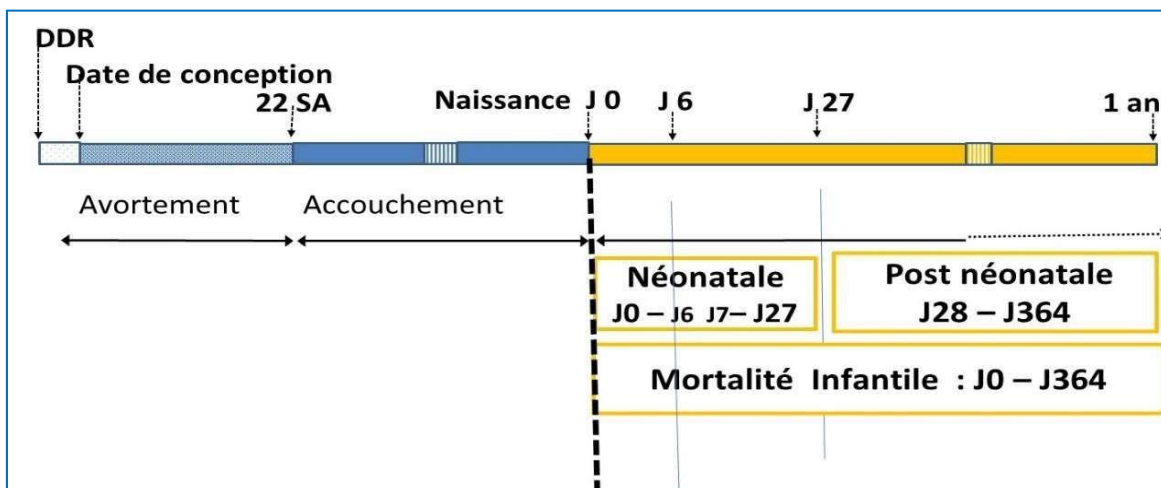 DDR
Date de conception
22 SA
Naissance J 0
J 6
J 27
1 an
Avortement
Accouchement
Néonatale
J0 – J6 J7– J27
Post néonatale
J28 – J364
Mortalité Infantile : J0 – J364